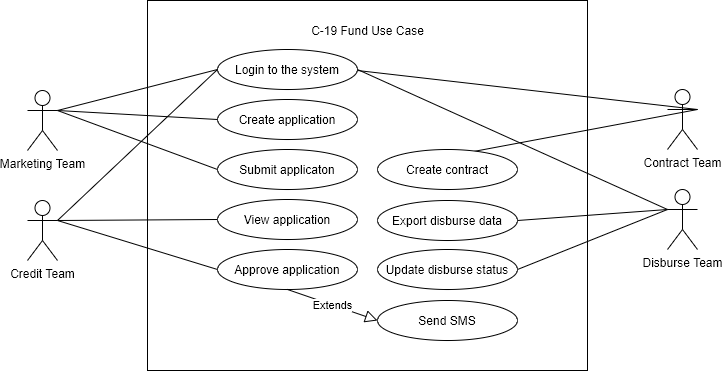 C-19 Fund Use Case
Login to the system
Create application
Marketing Team
Contract Team
Submit applicaton
Create contract
View application
Export disburse data
Credit Team
Approve application
Update disburse status
Disburse Team
Extends
Send SMS